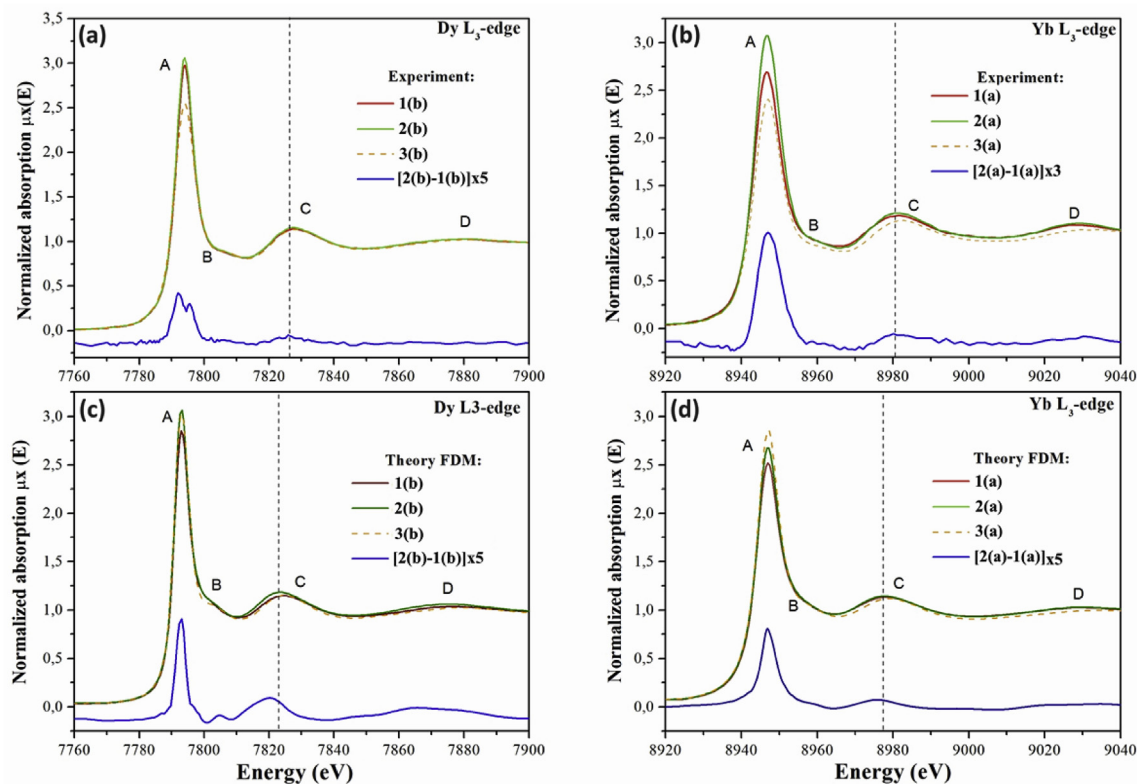 (a)
Dy L₃-edge
A
Experiment:
1(b)
2(b)
3(b)
[2(b)-1(b)]x5
B
C
D
Normalized absorption μx(E)
3,5
3,0
2,5
2,0
1,5
1,0
0,5
0,0
7760 7780 7800 7820 7840 7860 7880 7900
(b)
Yb L₃-edge
A
Experiment:
1(a)
2(a)
3(a)
[2(a)-1(a)]x3
B
C
D
Normalized absorption μx (E)
3,0
2,5
2,0
1,5
1,0
0,5
0,0
8920 8940 8960 8980 9000 9020 9040
(c)
Dy L3-edge
A
Theory FDM:
1(b)
2(b)
3(b)
[2(b)-1(b)]x5
B
C
D
Normalized absorption μx (E)
3,0
2,5
2,0
1,5
1,0
0,5
0,0
7760 7780 7800 7820 7840 7860 7880 7900
Energy (eV)
(d)
Yb L₃-edge
A
Theory FDM:
1(a)
2(a)
3(a)
[2(a)-1(a)]x5
B
C
D
Normalized absorption μx (E)
3,0
2,5
2,0
1,5
1,0
0,5
0,0
8920 8940 8960 8980 9000 9020 9040
Energy (eV)